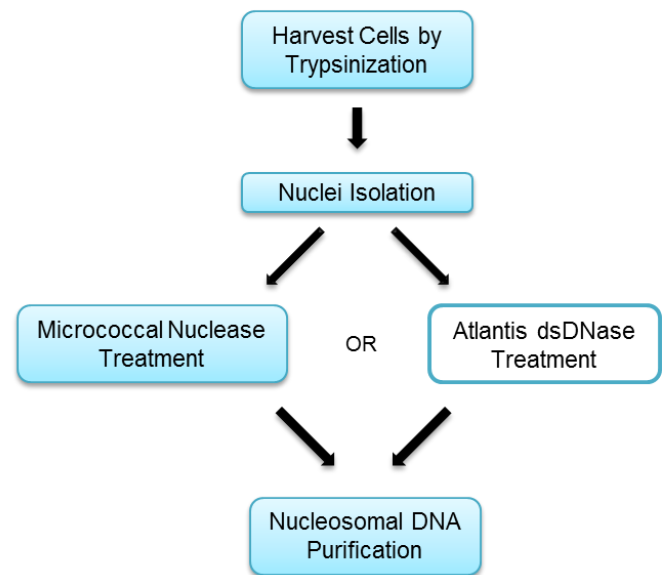 Harvest Cells by
Trypsinization
Nuclei Isolation
Micrococcal Nuclease
Treatment
OR
Atlantis dsDNase
Treatment
Nucleosomal DNA
Purification